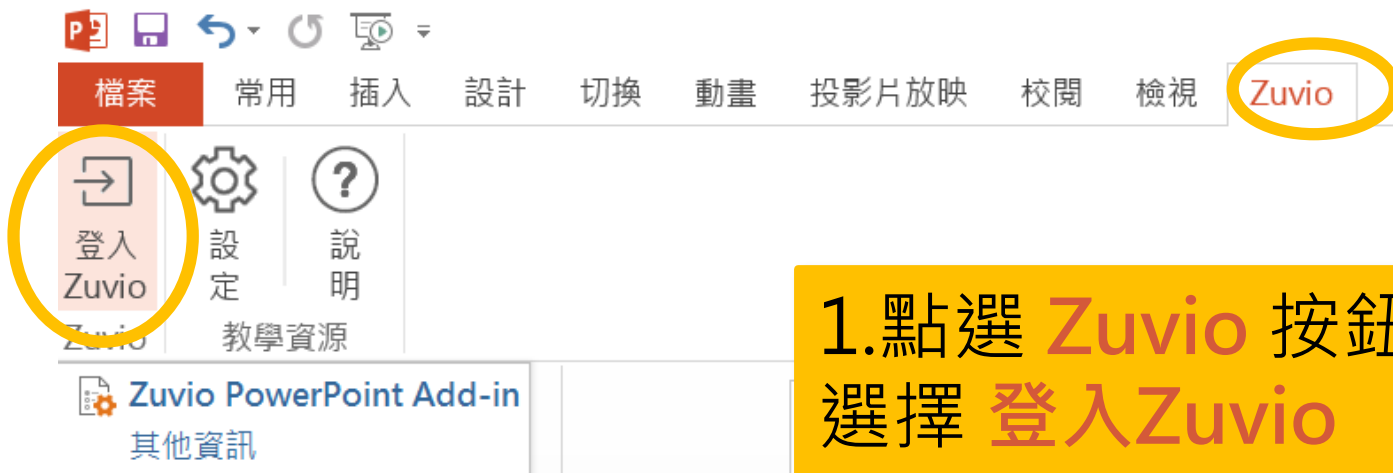 檔案 常用 插入 設計 切換 動畫 投影片放映 校閱 檢視 Zuvio
登入
Zuvio
設
定
說
明
Zuvio 教學資源
Zuvio PowerPoint Add-in
其他資訊
1.點選 Zuvio 按鈕
選擇 登入Zuvio